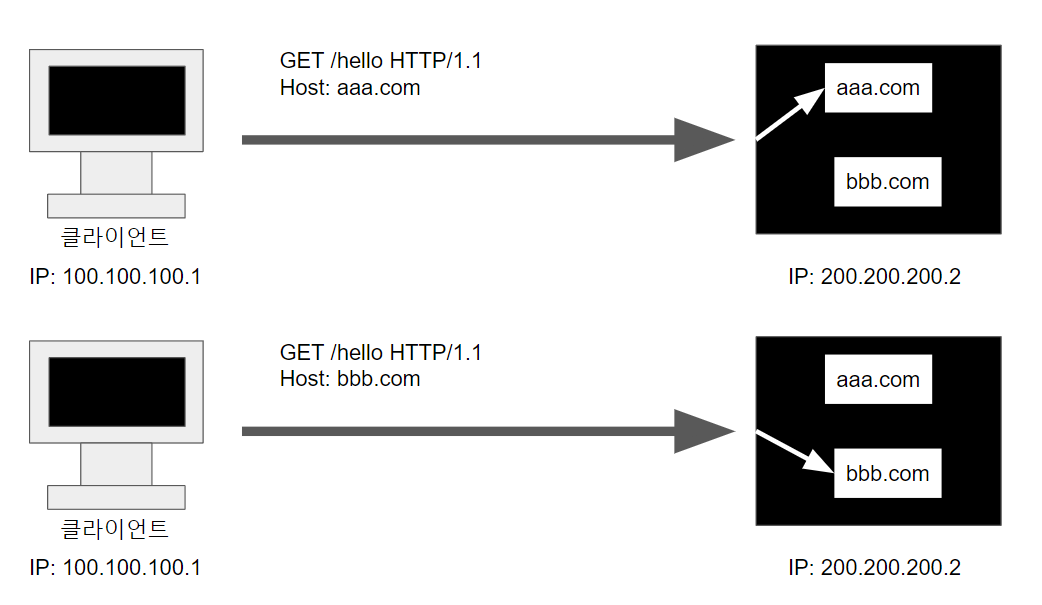 GET /hello HTTP/1.1
Host: aaa.com
aaa.com
bbb.com
클라이언트
IP: 100.100.100.1
IP: 200.200.200.2
GET /hello HTTP/1.1
Host: bbb.com
aaa.com
bbb.com
클라이언트
IP: 100.100.100.1
IP: 200.200.200.2